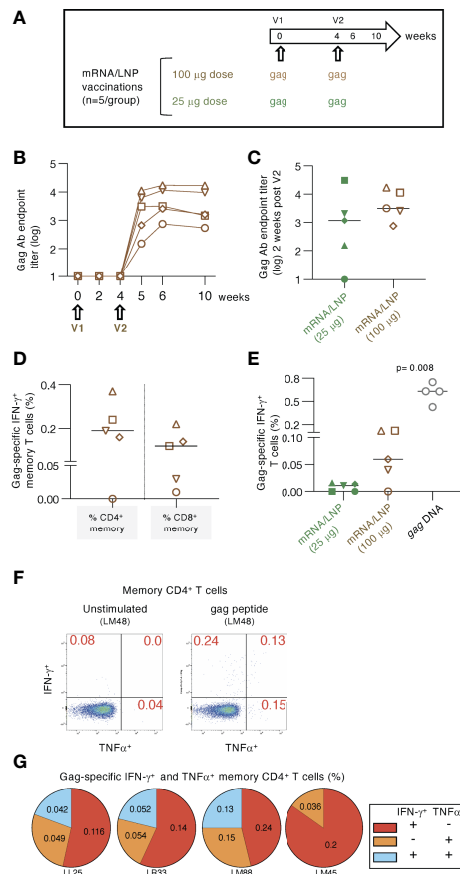 A
V1 V2
0 4 6 10 weeks
mRNA/LNP
vaccinations
(n=5/group)
100 µg dose gag gag
25 µg dose gag gag
B
Gag Ab endpoint
titer (log)
5
4
3
2
1
0 2 4 5 6 10 weeks
V1 V2
C
Gag Ab endpoint titer
(log) 2 weeks post V2
5
4
3
2
1
mRNA/LNP
(25 µg)
mRNA/LNP
(100 µg)
D
Gag-specific IFN-γ⁺
memory T cells (%)
0.4
0.2
0.05
0.00
% CD4⁺
memory
% CD8⁺
memory
E
Gag-specific IFN-γ⁺
T cells (%)
p= 0.008
0.8
0.5
0.2
0.10
0.05
0.00
mRNA/LNP
(25 µg)
mRNA/LNP
(100 µg)
gag DNA
F
Memory CD4⁺ T cells
Unstimulated
(LM48)
gag peptide
(LM48)
0.08 0.0
0.04
0.24 0.13
0.15
IFN-γ⁺
TNFα⁺ TNFα⁺
G
Gag-specific IFN-γ⁺ and TNFα⁺ memory CD4⁺ T cells (%)
0.042
0.116
0.049
0.052
0.14
0.054
0.13
0.24
0.15
0.036
0.2
LL25 LR33 LM88 LM45
IFN-γ⁺ TNFα
+ -
- +
+ +